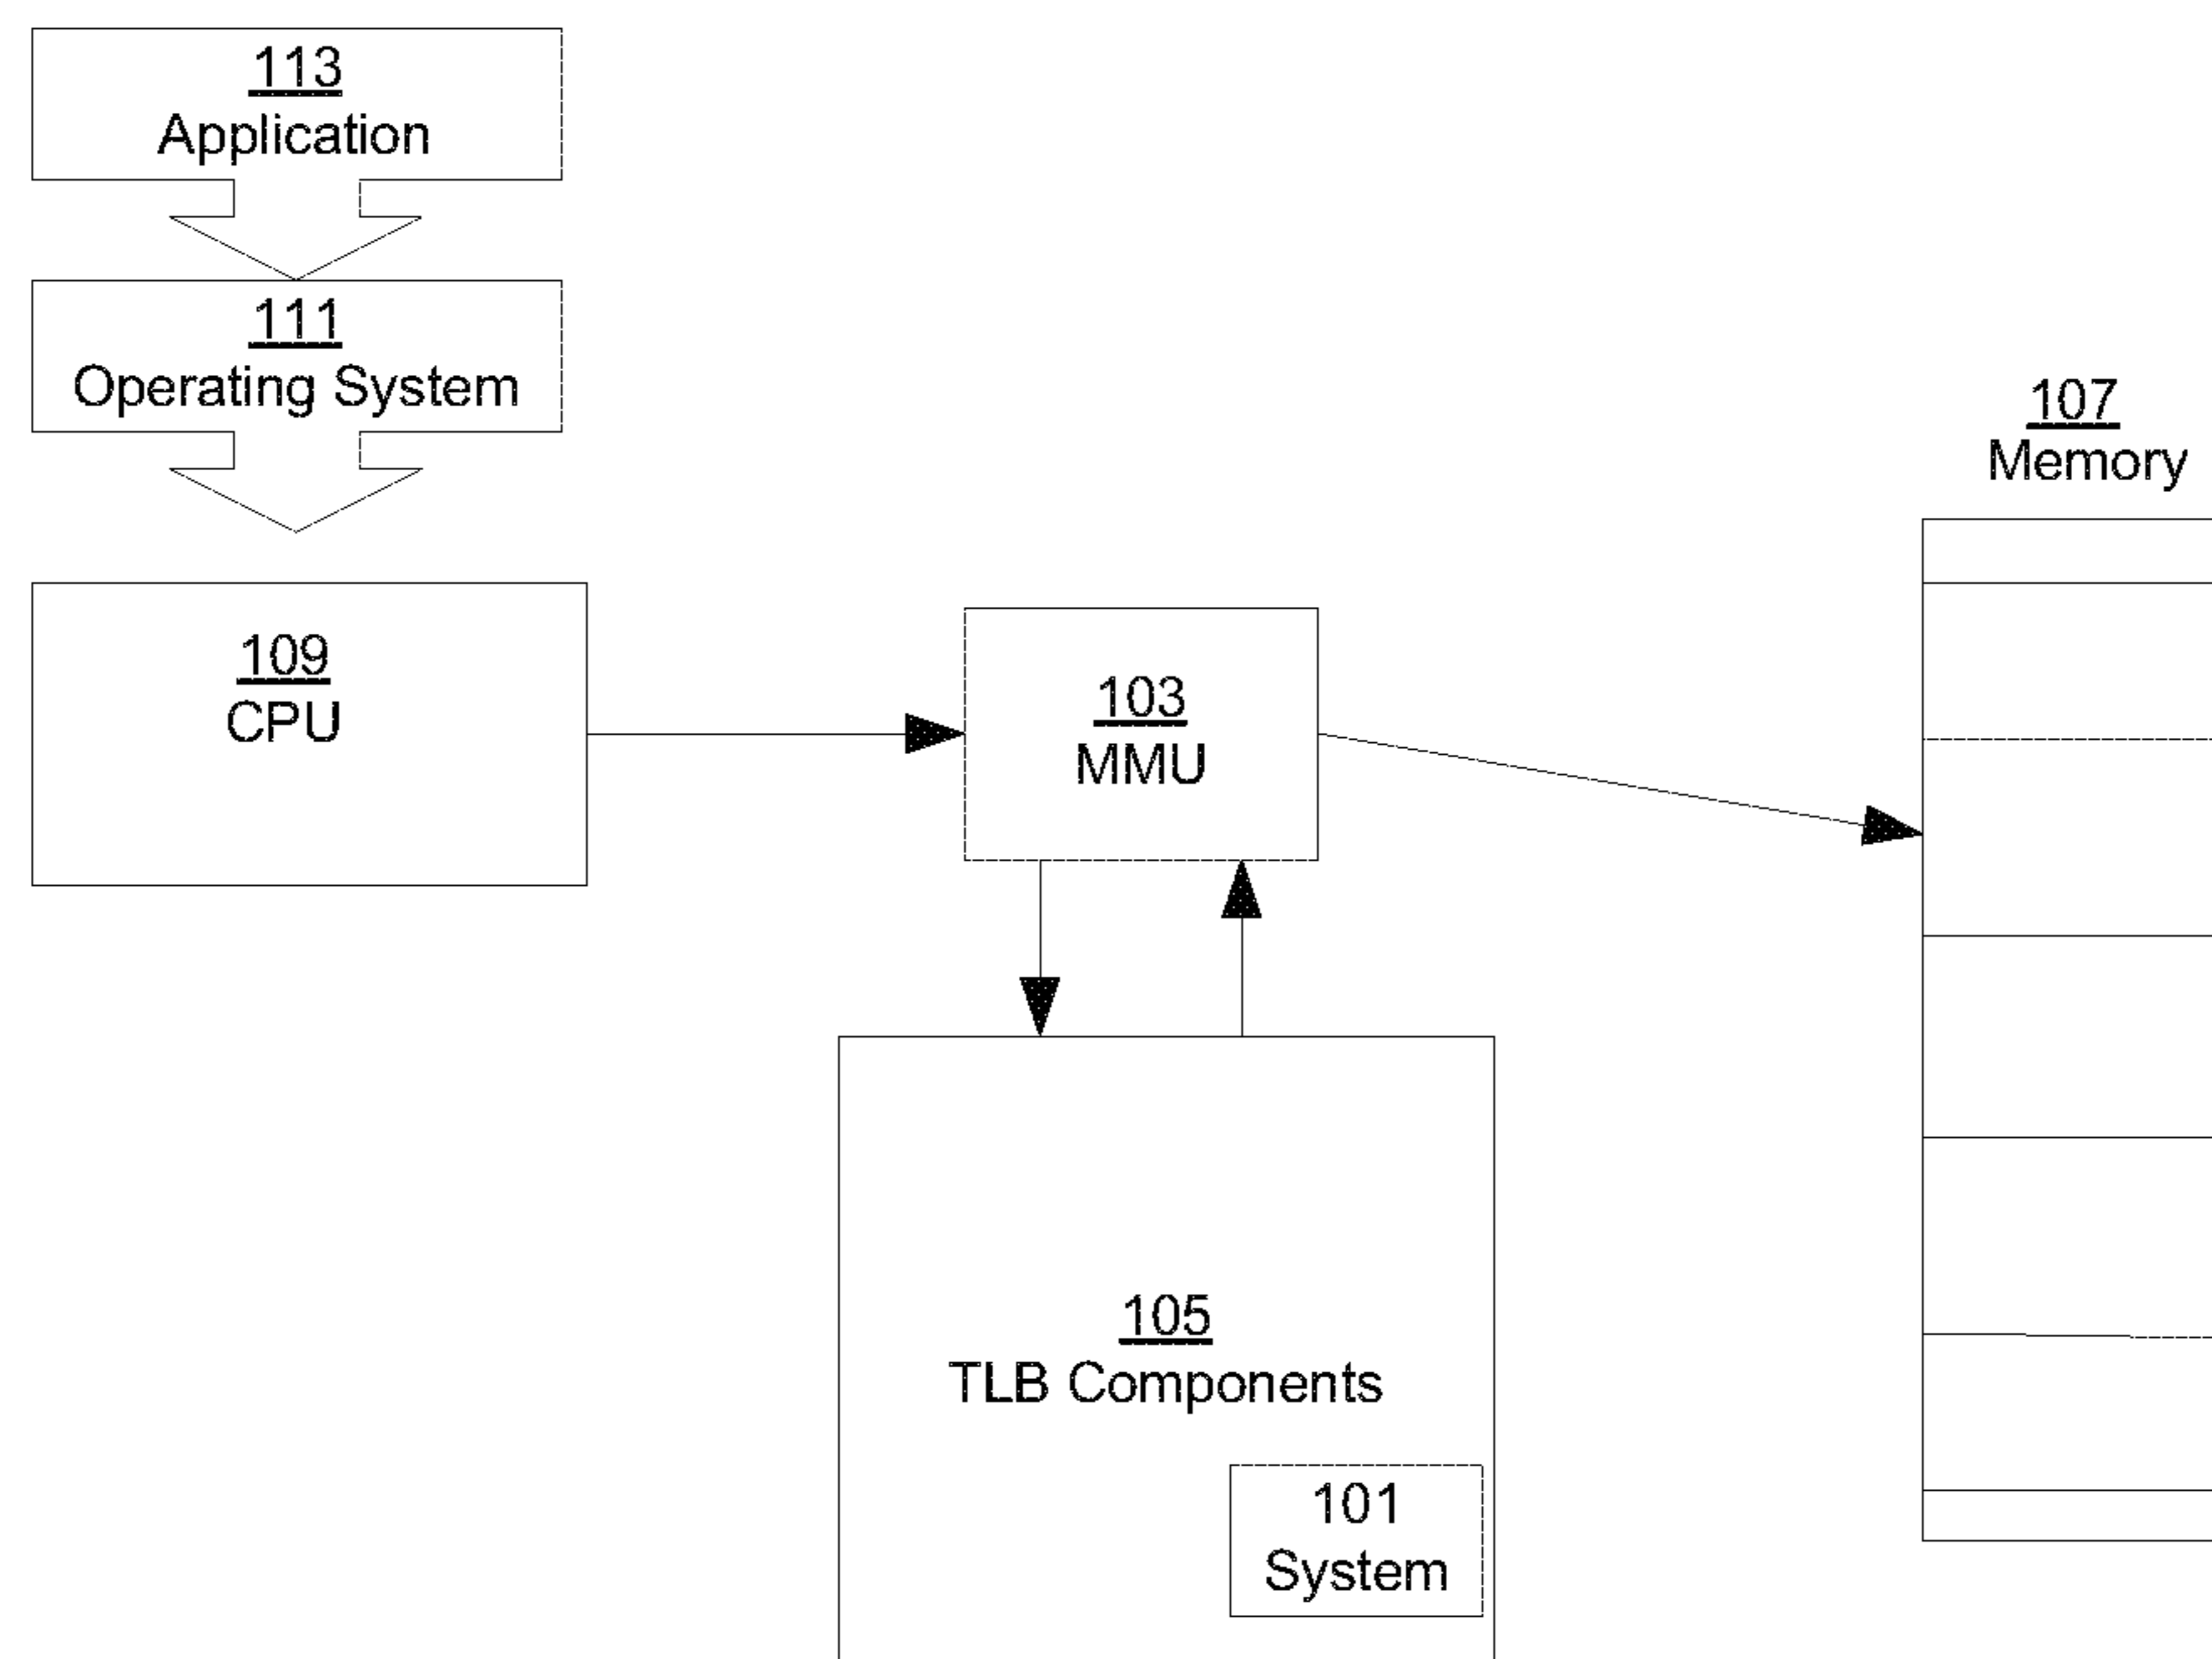 113
Application
111
Operating System
107
Memory
109
CPU
103
MMU
105
TLB Components
101
System